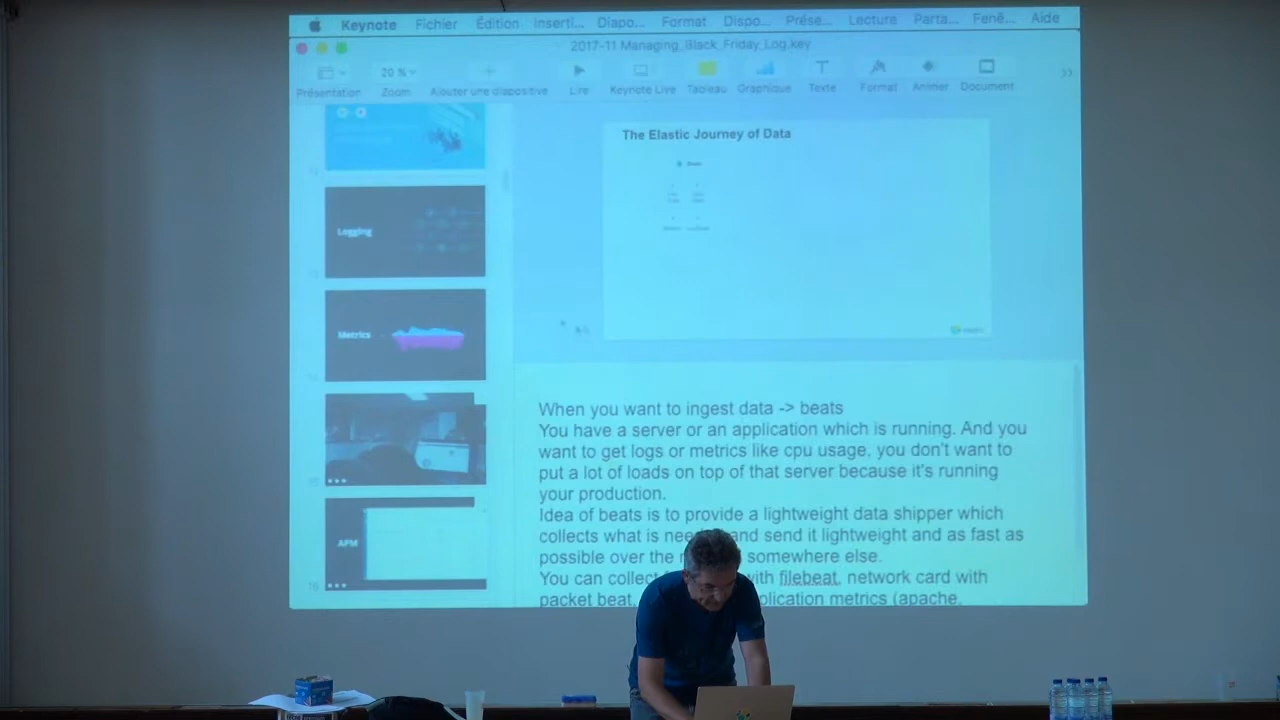 Keynote Fichier Édition Inserti... Diapo... Format Dispo... Prése... Lecture Parta... Fenê... Aide
2017-11 Managing_Black_Friday_Log.key
20 %
Présentation Zoom Ajouter une diapositive Lire Keynote Live Tableau Graphique Texte Format Animer Document
The Elastic Journey of Data
Logging
Metrics
APM
When you want to ingest data -> beats
You have a server or an application which is running. And you
want to get logs or metrics like cpu usage, you don't want to
put a lot of loads on top of that server because it's running
your production.
Idea of beats is to provide a lightweight data shipper which
collects what is and send it lightweight and as fast as
possible over the somewhere else.
You can collect with filebeat, network card with
packet beat, metrics (apache,